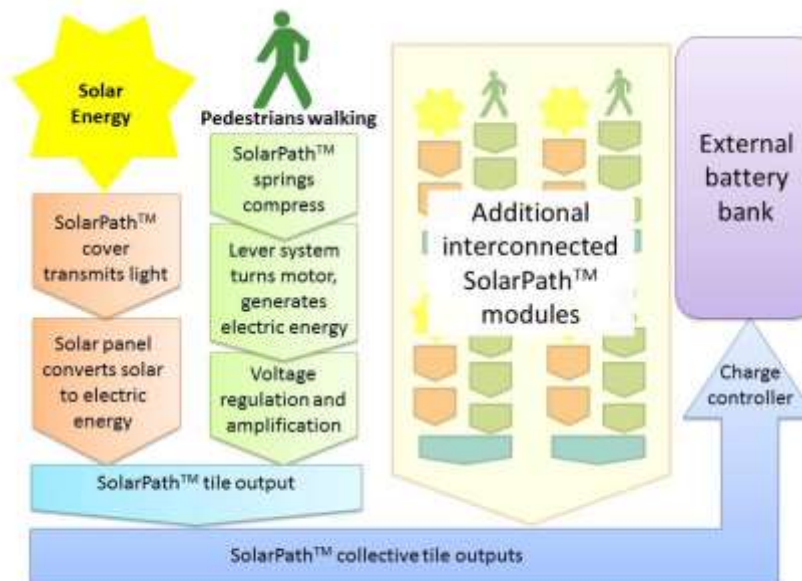 Solar
Energy
Pedestrians walking
SolarPath™
cover
transmits light
Solar panel
converts solar
to electric
energy
SolarPath™
springs
compress
Lever system
turns motor,
generates
electric energy
Voltage
regulation and
amplification
SolarPath™ tile output
Additional
interconnected
SolarPath™
modules
External
battery
bank
Charge
controller
SolarPath™ collective tile outputs